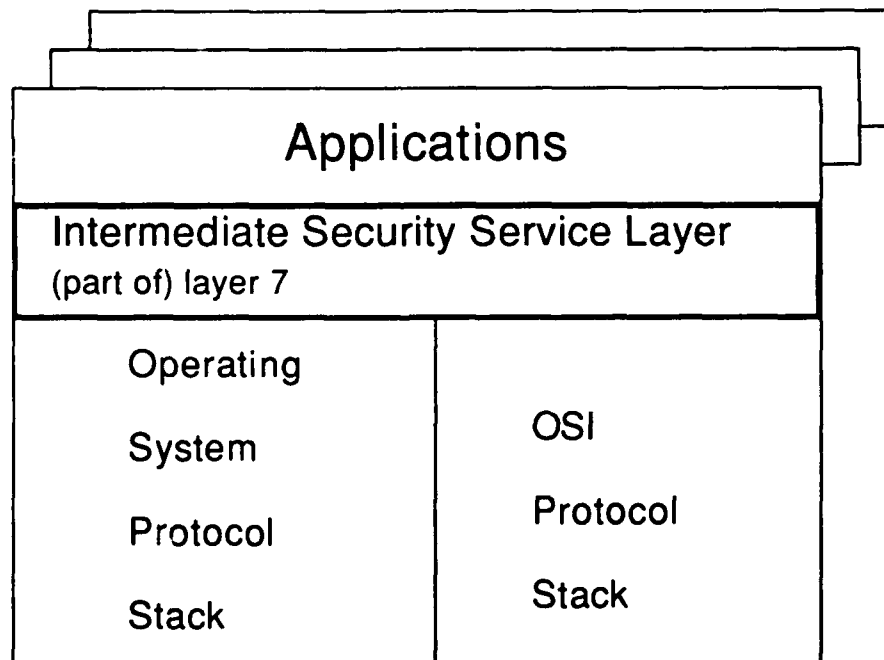 Applications
Intermediate Security Service Layer
(part of) layer 7
Operating
System
Protocol
Stack
OSI
Protocol
Stack